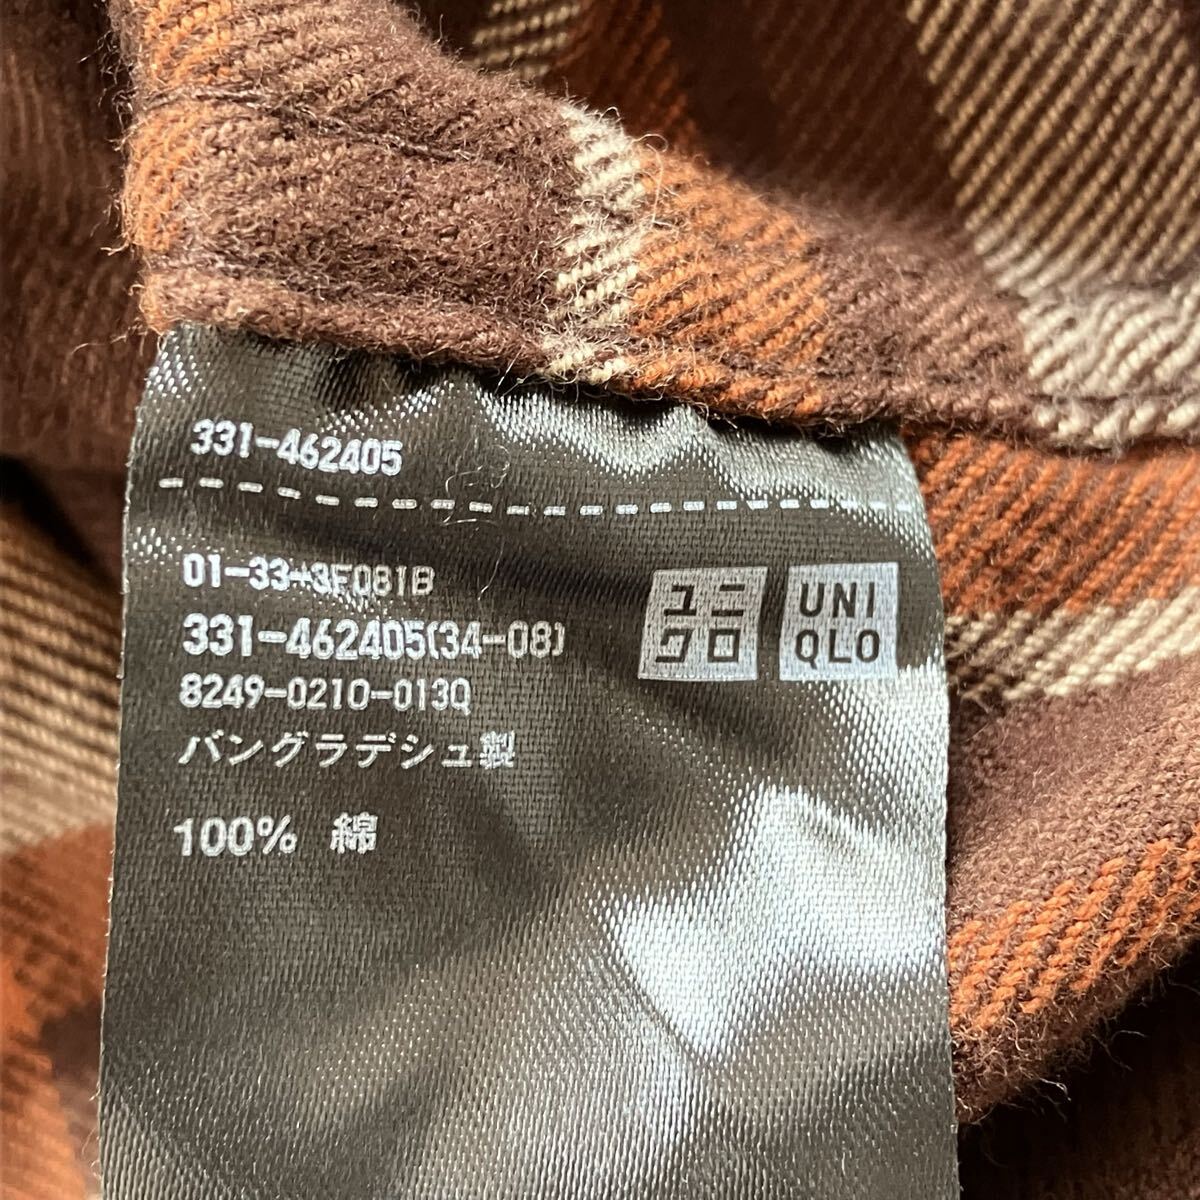 331-462405
01-33-3F081B
331-462405(34-08)
8249-0210-013Q
バングラデシュ製
100% 綿
ユニ
クロ
UNI
QLO